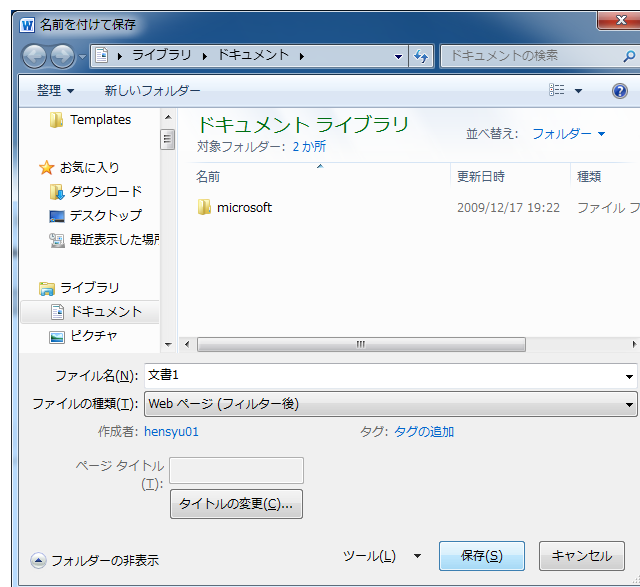 名前を付けて保存
ライブラリ ドキュメント
ドキュメントの検索
整理 新しいフォルダー
Templates
お気に入り
ダウンロード
デスクトップ
最近表示した場所
ライブラリ
ドキュメント
ピクチャ
ドキュメント ライブラリ
対象フォルダー: 2 か所
並べ替え: フォルダー
名前 更新日時 種類
microsoft 2009/12/17 19:22 ファイル フ
ファイル名(N): 文書1
ファイルの種類(T): Web ページ (フィルター後)
作成者: hensyu01 タグ: タグの追加
ページ タイトル
(T):
タイトルの変更(C)...
フォルダーの非表示 ツール(L) 保存(S) キャンセル